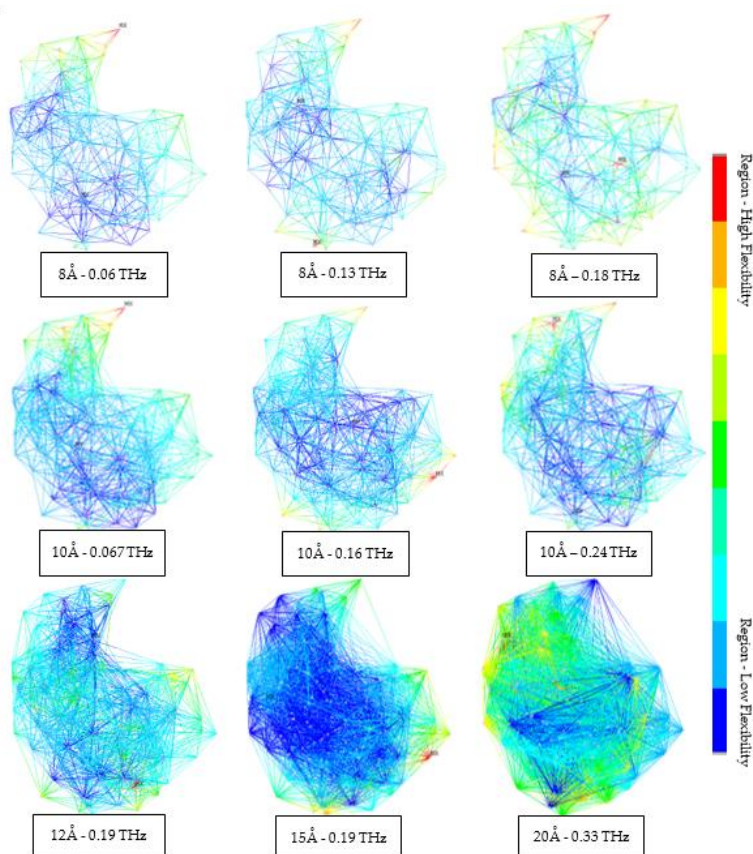 8Å - 0.06 THz
8Å - 0.13 THz
8Å – 0.18 THz
Region - High Flexibility
10Å - 0.067 THz
10Å - 0.16 THz
10Å – 0.24 THz
Region - Low Flexibility
12Å - 0.19 THz
15Å - 0.19 THz
20Å - 0.33 THz